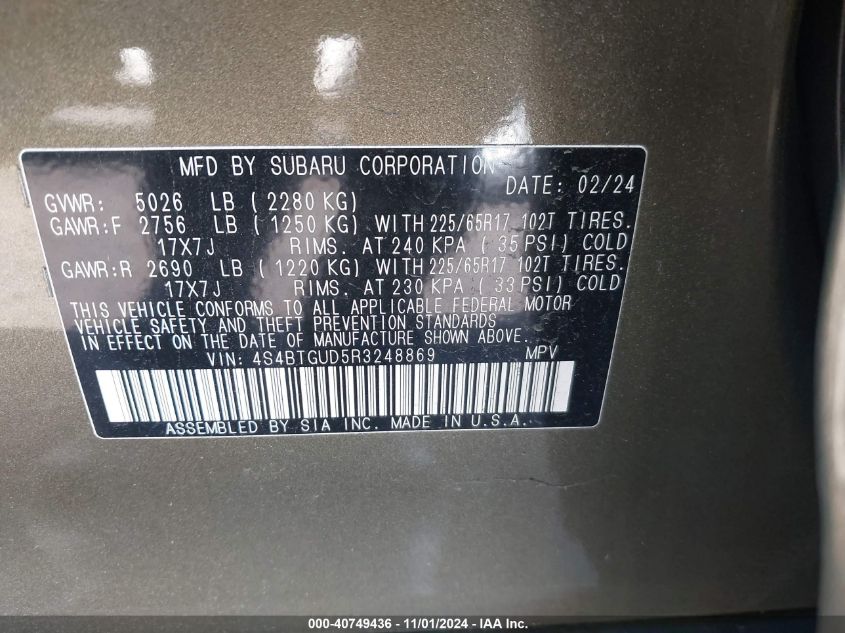 MFD BY SUBARU CORPORATION
DATE: 02/24
GVWR: 5026 LB ( 2280 KG)
GAWR:F 2756 LB ( 1250 KG) WITH 225/65R17 102T TIRES.
17X7J RIMS. AT 240 KPA ( 35 PSI) COLD
GAWR:R 2690 LB ( 1220 KG) WITH 225/65R17 102T TIRES.
17X7J RIMS. AT 230 KPA ( 33 PSI) COLD
THIS VEHICLE CONFORMS TO ALL APPLICABLE FEDERAL MOTOR
VEHICLE SAFETY AND THEFT PREVENTION STANDARDS
IN EFFECT ON THE DATE OF MANUFACTURE SHOWN ABOVE.
VIN: 4S4BTGUD5R3248869 MPV
ASSEMBLED BY SIA INC. MADE IN U.S.A.
000-40749436 - 11/01/2024 - IAA Inc.